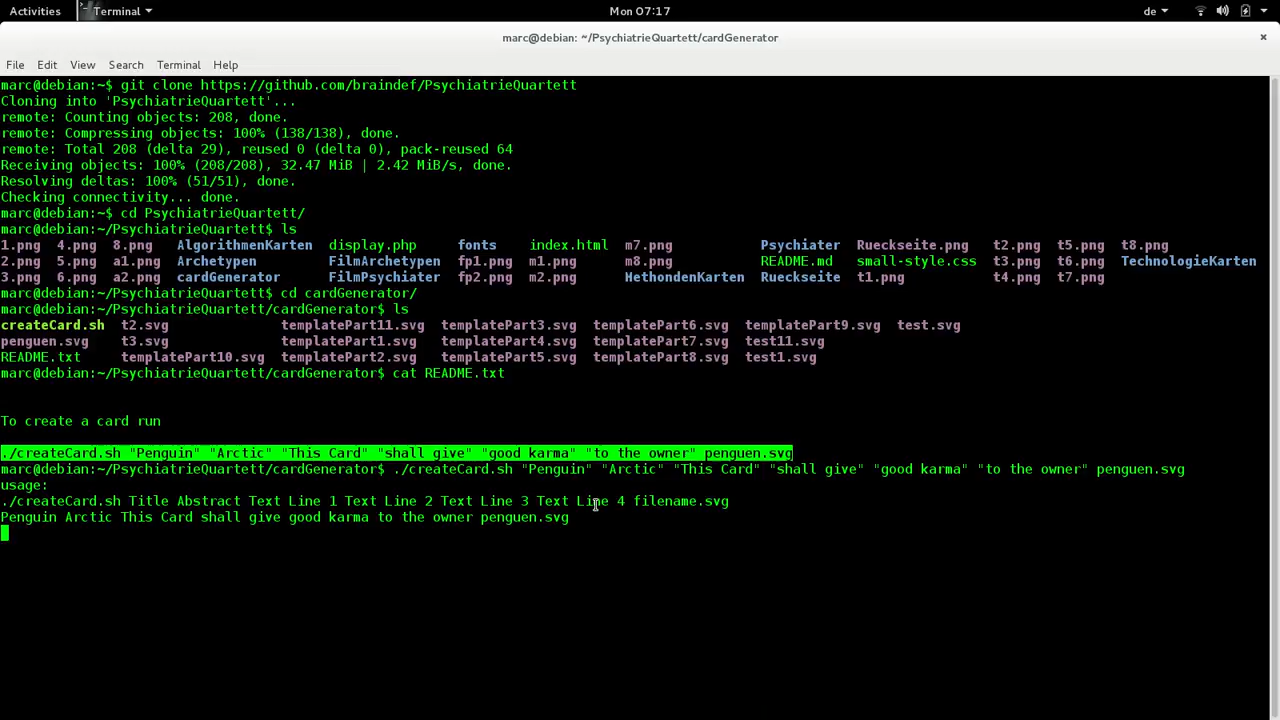 Activities Terminal Mon 07:17 de
marc@debian: ~/PsychiatrieQuartett/cardGenerator ×
File Edit View Search Terminal Help
marc@debian:~$ git clone https://github.com/braindef/PsychiatrieQuartett
Cloning into 'PsychiatrieQuartett'...
remote: Counting objects: 208, done.
remote: Compressing objects: 100% (138/138), done.
remote: Total 208 (delta 29), reused 0 (delta 0), pack-reused 64
Receiving objects: 100% (208/208), 32.47 MiB | 2.42 MiB/s, done.
Resolving deltas: 100% (51/51), done.
Checking connectivity... done.
marc@debian:~$ cd PsychiatrieQuartett/
marc@debian:~/PsychiatrieQuartett$ ls
1.png 4.png 8.png AlgorithmenKarten display.php fonts index.html m7.png Psychiater Rueckseite.png t2.png t5.png t8.png
2.png 5.png a1.png Archetypen FilmArchetypen fp1.png m1.png m8.png README.md small-style.css t3.png t6.png TechnologieKarten
3.png 6.png a2.png cardGenerator FilmPsychiater fp2.png m2.png HethondenKarten Rueckseite t1.png t4.png t7.png
marc@debian:~/PsychiatrieQuartett$ cd cardGenerator/
marc@debian:~/PsychiatrieQuartett/cardGenerator$ ls
createCard.sh t2.svg templatePart11.svg templatePart3.svg templatePart6.svg templatePart9.svg test.svg
penguen.svg t3.svg templatePart1.svg templatePart4.svg templatePart7.svg test11.svg
README.txt templatePart10.svg templatePart2.svg templatePart5.svg templatePart8.svg test1.svg
marc@debian:~/PsychiatrieQuartett/cardGenerator$ cat README.txt
To create a card run
./createCard.sh "Penguin" "Arctic" "This Card" "shall give" "good karma" "to the owner" penguen.svg
marc@debian:~/PsychiatrieQuartett/cardGenerator$ ./createCard.sh "Penguin" "Arctic" "This Card" "shall give" "good karma" "to the owner" penguen.svg
usage:
./createCard.sh Title Abstract Text Line 1 Text Line 2 Text Line 3 Text Line 4 filename.svg
Penguin Arctic This Card shall give good karma to the owner penguen.svg